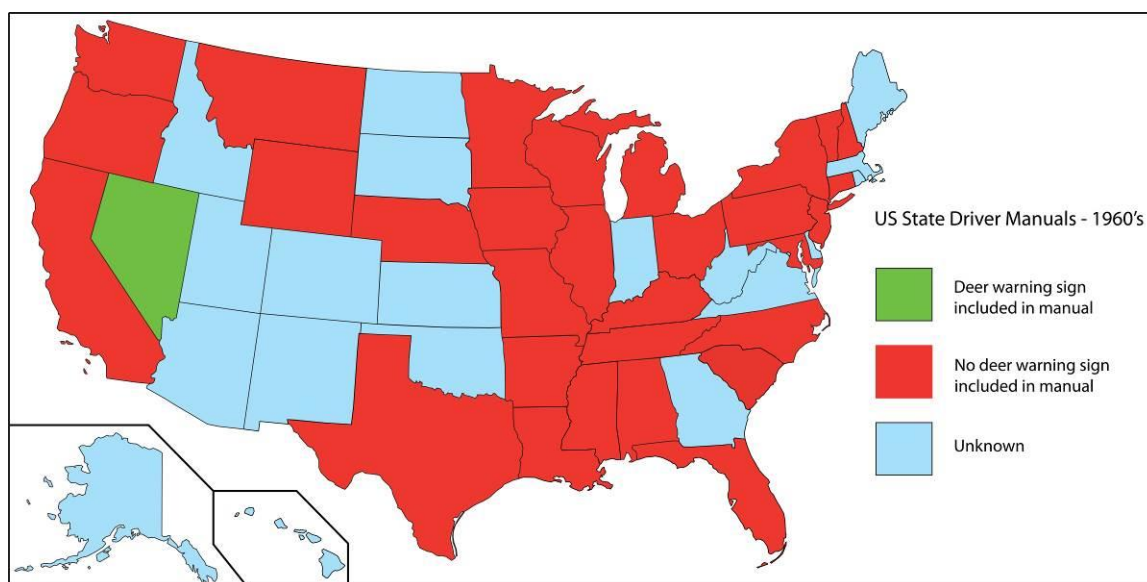 US State Driver Manuals - 1960's
Deer warning sign
included in manual
No deer warning sign
included in manual
Unknown